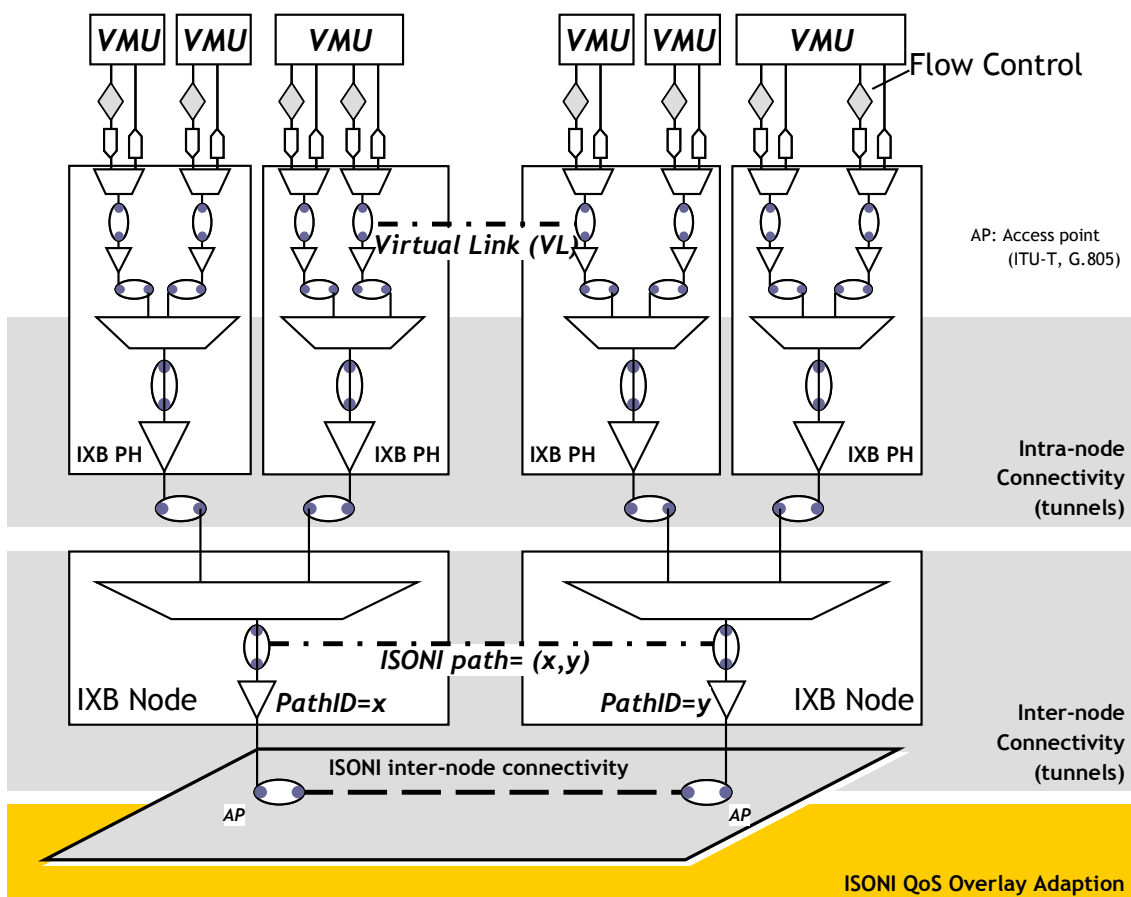 VMU VMU VMU VMU VMU VMU
Flow Control
Virtual Link (VL)
AP: Access point
(ITU-T, G.805)
IXB PH IXB PH IXB PH IXB PH
Intra-node
Connectivity
(tunnels)
ISONI path= (x,y)
IXB Node PathID=x PathID=y IXB Node
Inter-node
Connectivity
(tunnels)
ISONI inter-node connectivity
AP AP
ISONI QoS Overlay Adaption